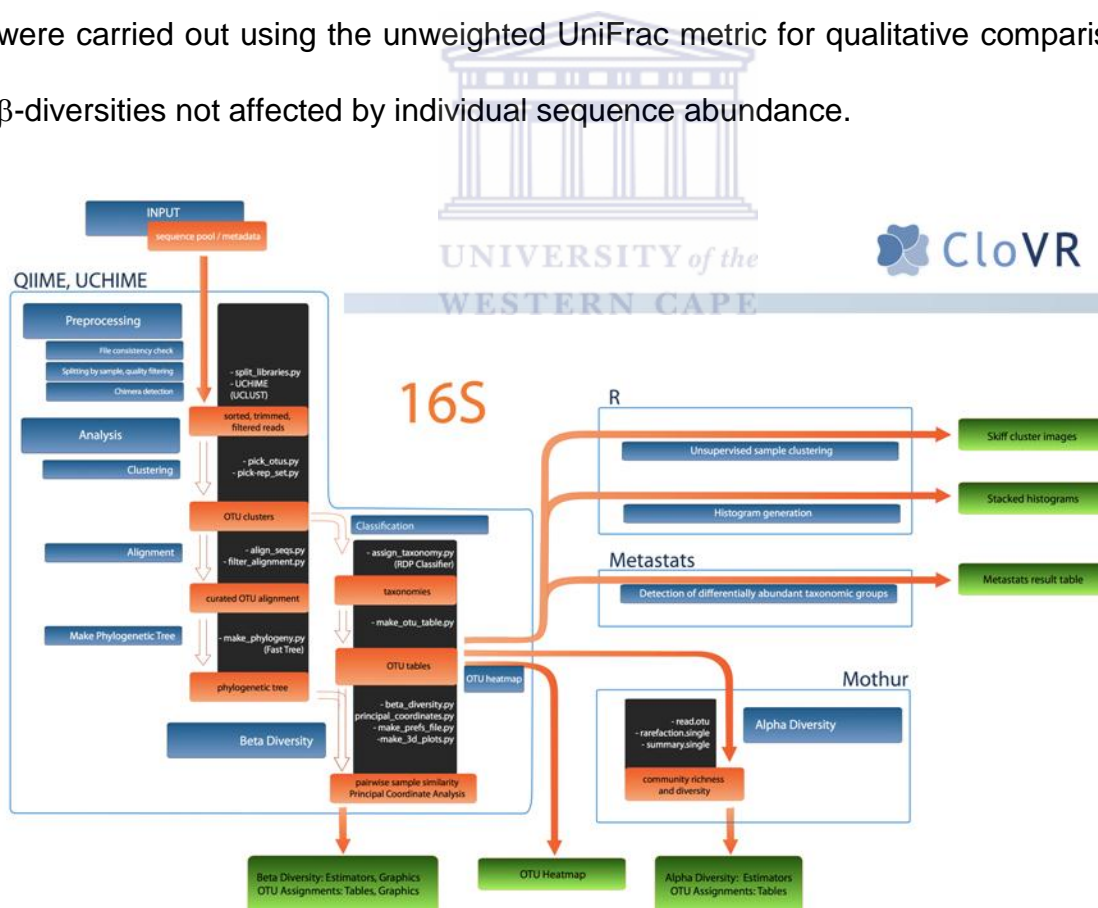 were carried out using the unweighted UniFrac metric for qualitative
β-diversities not affected by individual sequence abundance.
UNIVERSITY of the
WESTERN CAPE
CloVR
INPUT
sequence pool / metadata
QIIME, UCHIME
Preprocessing
File consistency check
Splitting by sample, quality filtering
Chimera detection
- split_libraries.py
- UCHIME
(UCLUST)
sorted, trimmed,
filtered reads
Analysis
Clustering
- pick_otus.py
- pick-rep_set.py
OTU clusters
Alignment
- align_seqs.py
- filter_alignment.py
curated OTU alignment
Make Phylogenetic Tree
- make_phylogeny.py
(Fast Tree)
phylogenetic tree
Classification
- assign_taxonomy.py
(RDP Classifier)
taxonomies
- make_otu_table.py
OTU tables
OTU heatmap
Beta Diversity
- beta_diversity.py
principal_coordinates.py
- make_prefs_file.py
-make_3d_plots.py
pairwise sample similarity
Principal Coordinate Analysis
16S
R
Unsupervised sample clustering
Histogram generation
Metastats
Detection of differentially abundant taxonomic groups
Skiff cluster images
Stacked histograms
Metastats result table
Mothur
- read.otu
- rarefaction.single
- summary.single
Alpha Diversity
community richness
and diversity
Beta Diversity: Estimators, Graphics
OTU Assignments: Tables, Graphics
OTU Heatmap
Alpha Diversity: Estimators
OTU Assignments: Tables